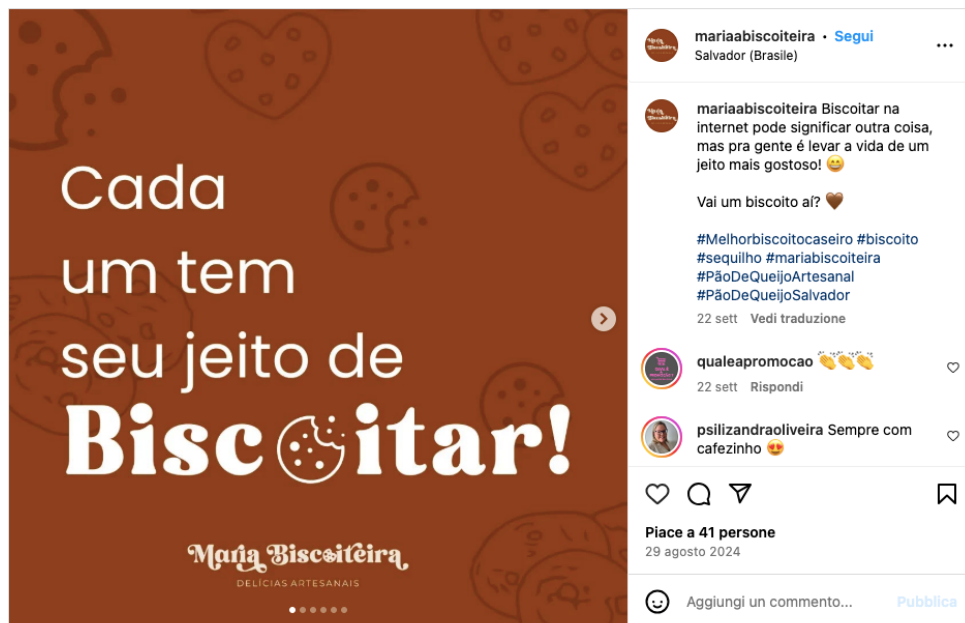 Cada
um tem
seu jeito de
Biscoitar!
Maria Biscoiteira
DELÍCIAS ARTESANAIS
mariaabiscoiteira • Segui
Salvador (Brasile)
mariaabiscoiteira Biscoitar na
internet pode significar outra coisa,
mas pra gente é levar a vida de um
jeito mais gostoso! 😄
Vai um biscoito aí? 🤎
#Melhorbiscoitocaseiro #biscoito
#sequilho #mariabiscoiteira
#PãoDeQueijoArtesanal
#PãoDeQueijoSalvador
22 sett Vedi traduzione
qualeapromocao 👏👏👏
22 sett Rispondi
psilizandraoliveira Sempre com
cafezinho 😍
Piace a 41 persone
29 agosto 2024
Aggiungi un commento... Pubblica